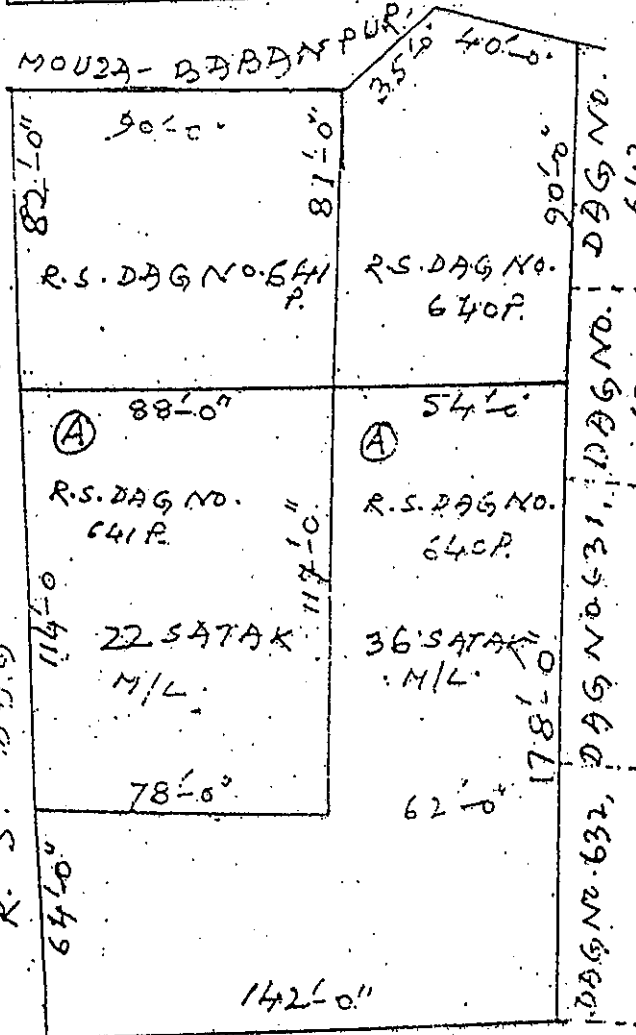 MOUZA- BABANPUR.
35'-0"
40'-0"
90'-0"
82'-0"
81'-0"
90'-0"
R.S. DAG NO. 641
P.
R.S. DAG NO.
640P.
DAG NO.
88'-0"
54'-0"
A
A
R.S. DAG NO.
641 P.
R.S. DAG NO.
640P.
DAG NO.
114'-0
117'-0"
22 SATAK
M/L.
36 SATAK
M/L.
178'-0
DAG NO 631,
78'-0"
62'-0"
R. S.
64'-0"
DAG NO. 632,
142'-0"